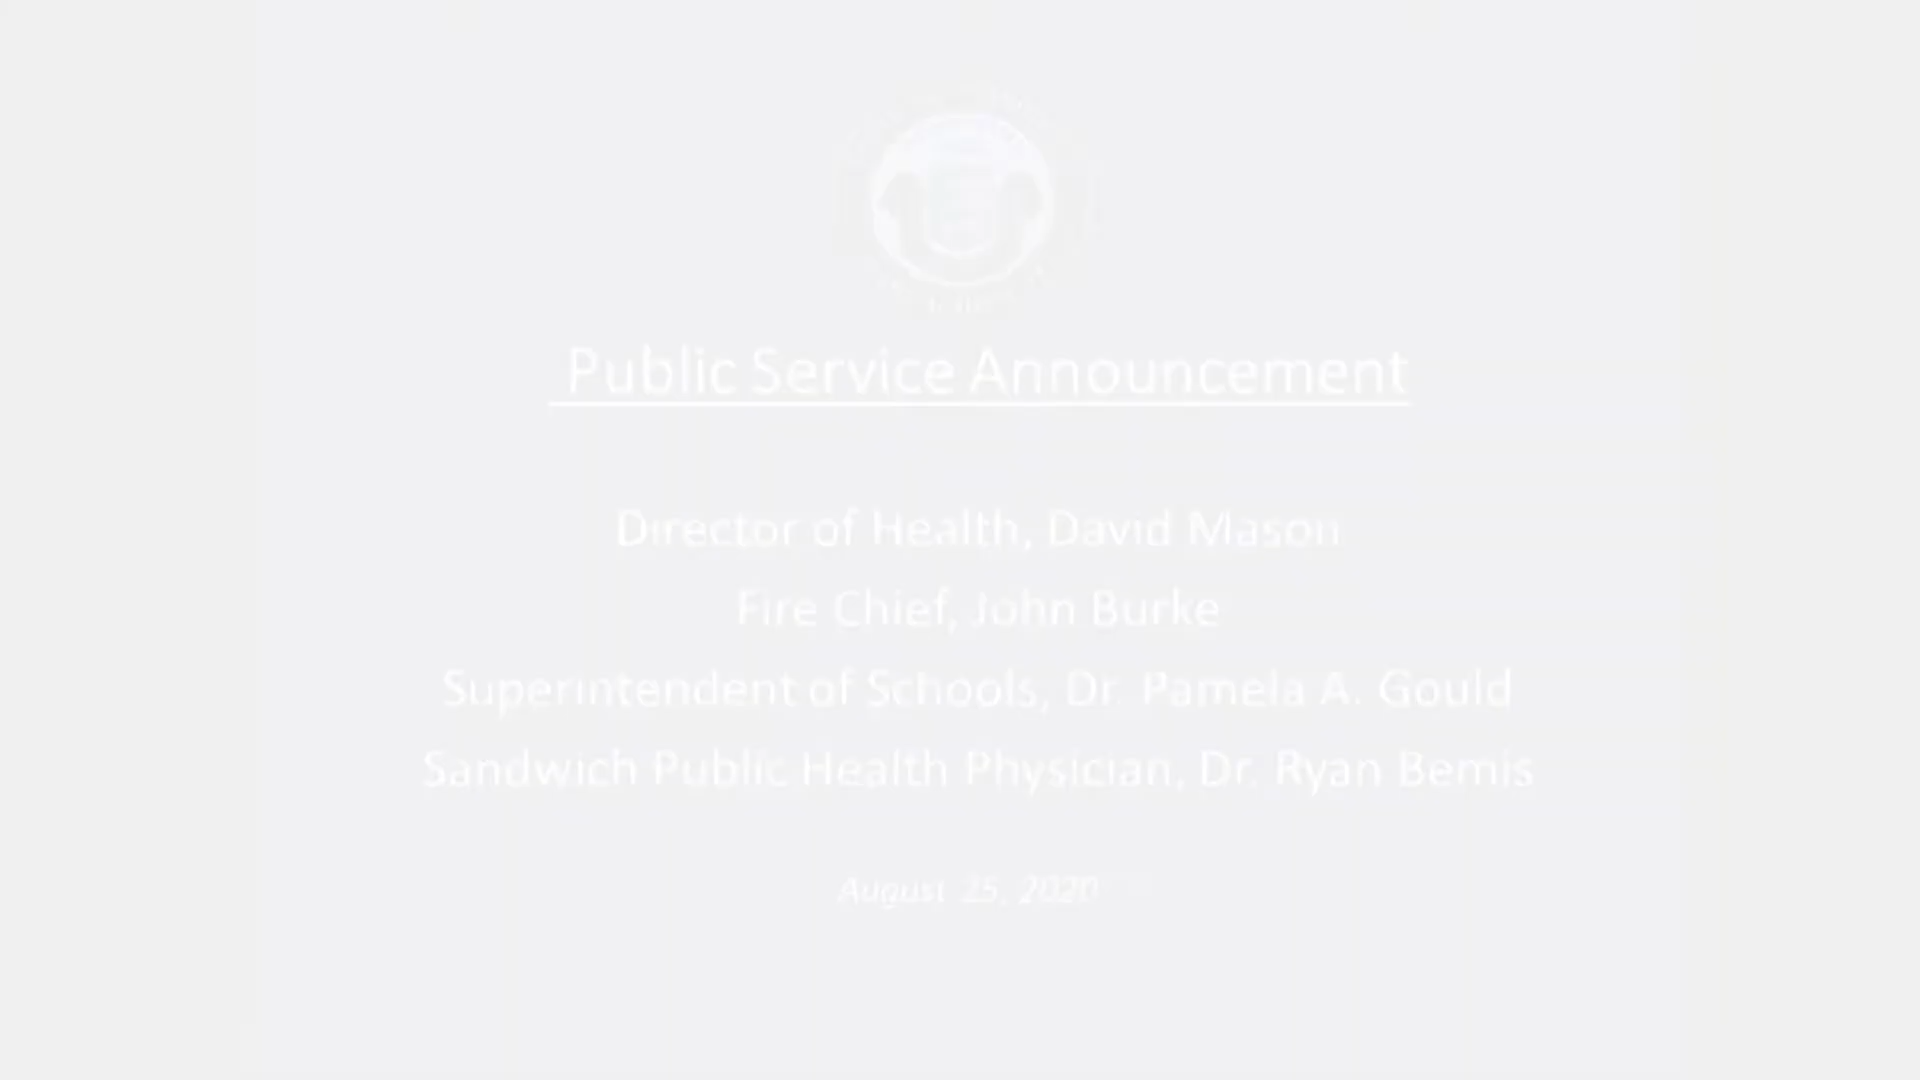 Public Service Announcement
Director of Health, David Mason
Fire Chief, John Burke
Superintendent of Schools, Dr. Pamela A. Gould
Sandwich Public Health Physician, Dr. Ryan Bemis
August 25, 2020